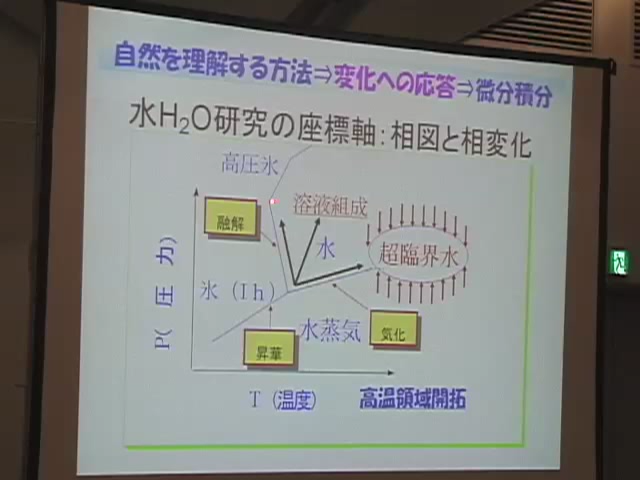 自然を理解する方法⇒変化への応答⇒微分積分
水H2O研究の座標軸:相図と相変化
高圧氷
溶液組成
融解
水
超臨界水
P(圧力)
氷(Ih)
水蒸気
気化
昇華
T(温度)
高温領域開拓